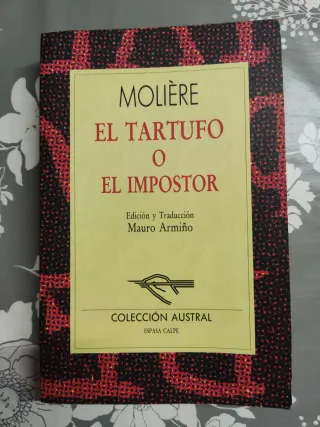 MOLIÈRE
EL TARTUFO
O
EL IMPOSTOR
Edición y Traducción
Mauro Armiño
COLECCIÓN AUSTRAL
ESPASA CALPE